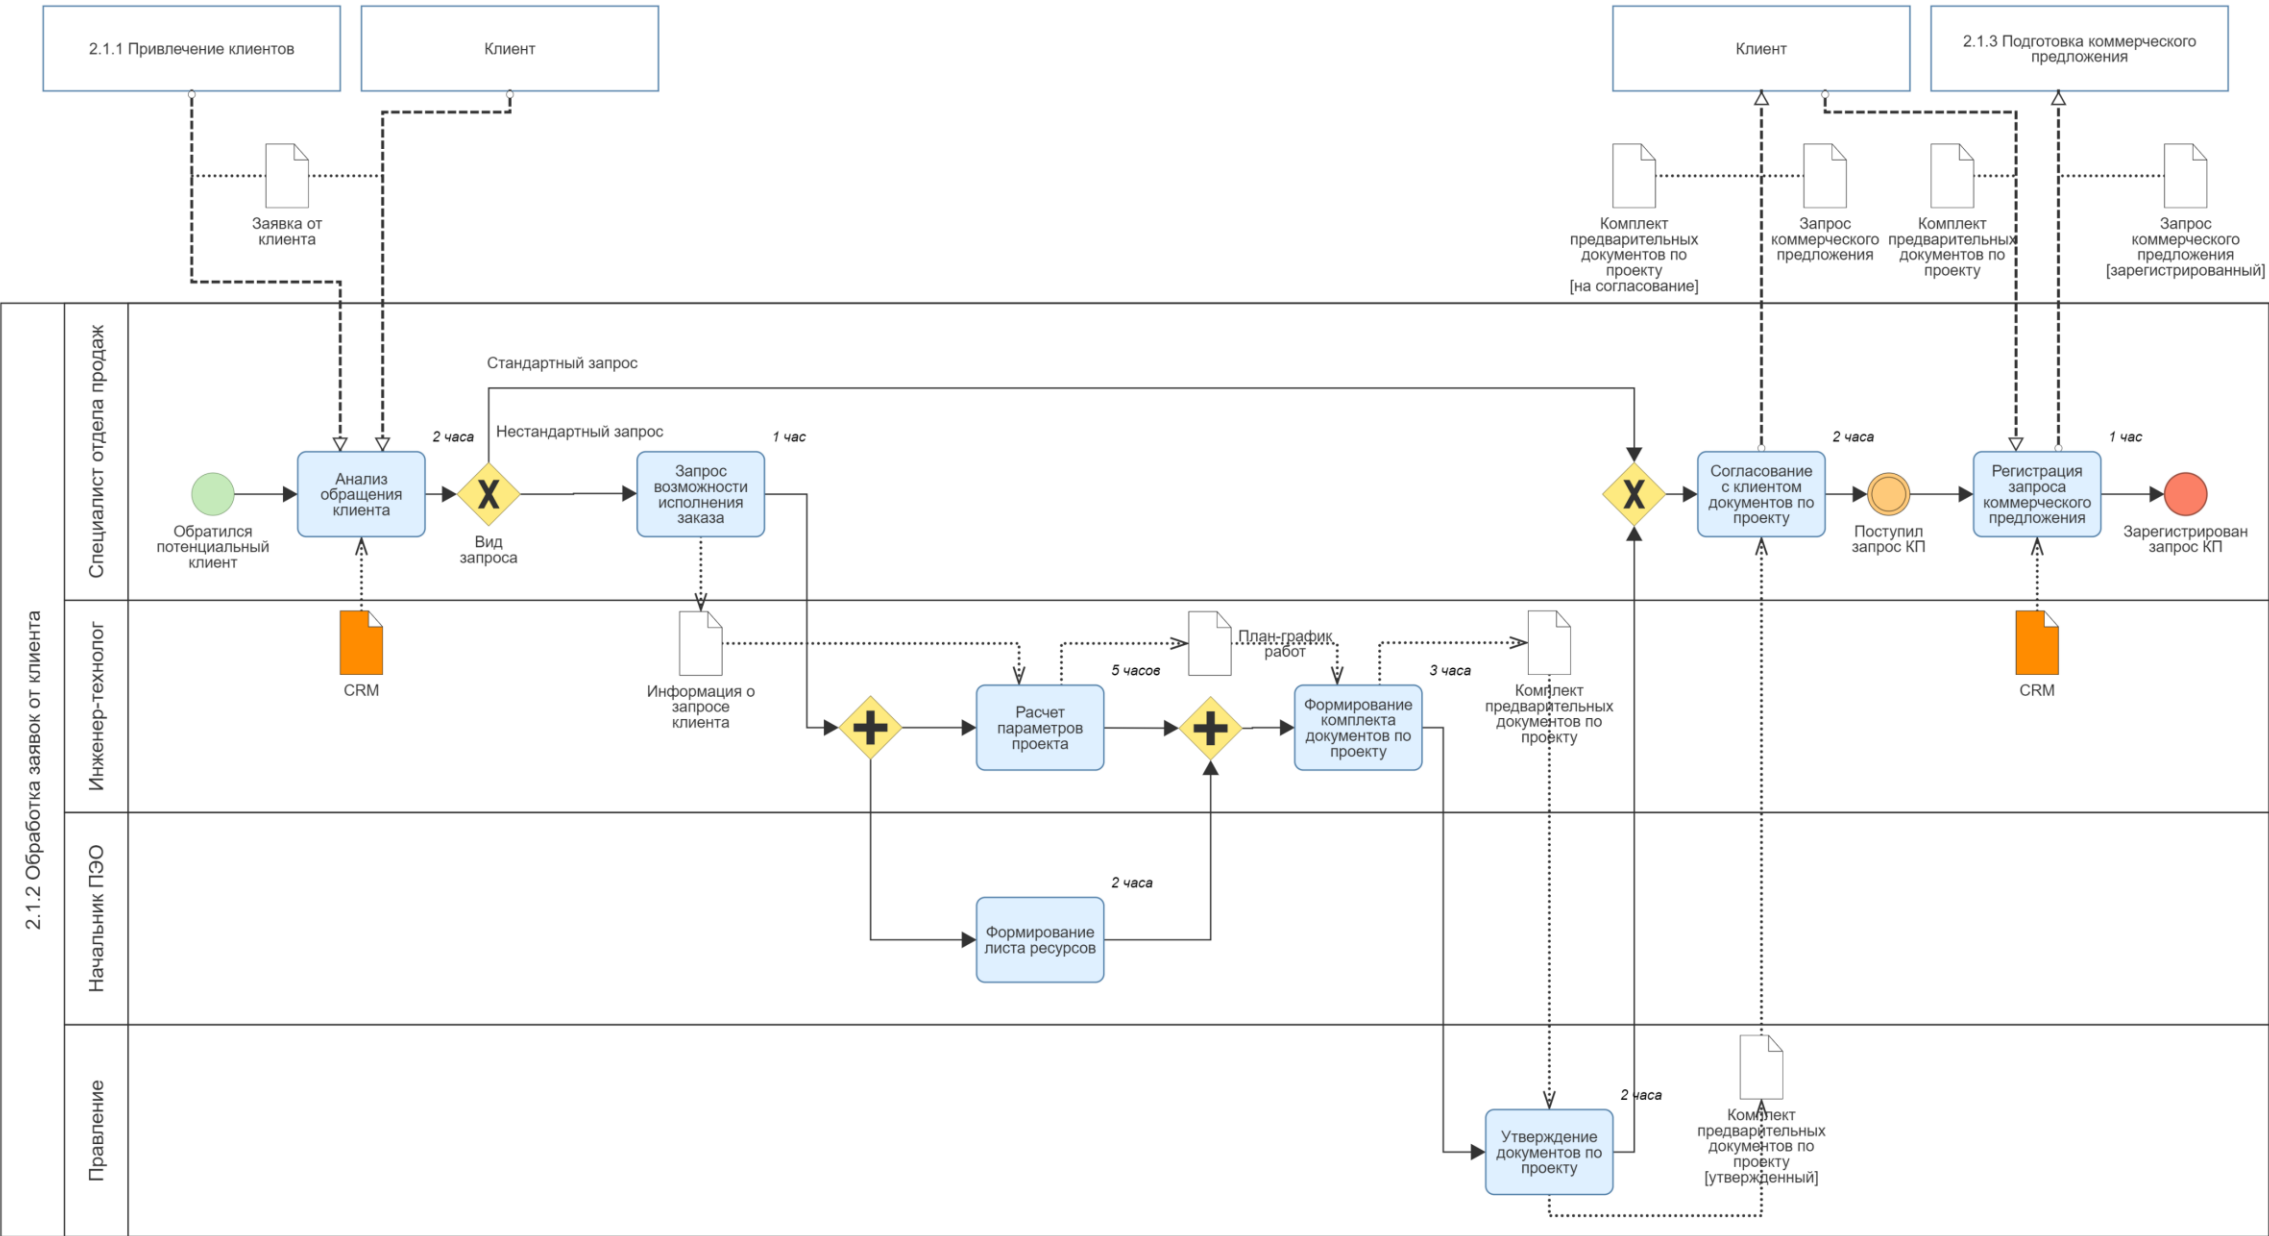 2.1.1 Привлечение клиентов
Клиент
Клиент
2.1.3 Подготовка коммерческого
предложения
Заявка от
клиента
Комплект
предварительных
документов по
проекту
[на согласование]
Запрос
коммерческого
предложения
Комплект
предварительных
документов по
проекту
Запрос
коммерческого
предложения
[зарегистрированный]
2.1.2 Обработка заявок от клиента
Специалист отдела продаж
Стандартный запрос
Нестандартный запрос
Обратился
потенциальный
клиент
Анализ
обращения
клиента
2 часа
Вид
запроса
Запрос
возможности
исполнения
заказа
1 час
Согласование
с клиентом
документов по
проекту
2 часа
Поступил
запрос КП
Регистрация
запроса
коммерческого
предложения
1 час
Зарегистрирован
запрос КП
Инженер-технолог
CRM
Информация о
запросе
клиента
Расчет
параметров
проекта
5 часов
План-график
работ
Формирование
комплекта
документов по
проекту
3 часа
Комплект
предварительных
документов по
проекту
CRM
Начальник ПЭО
Формирование
листа ресурсов
2 часа
Правление
Утверждение
документов по
проекту
2 часа
Комплект
предварительных
документов по
проекту
[утвержденный]